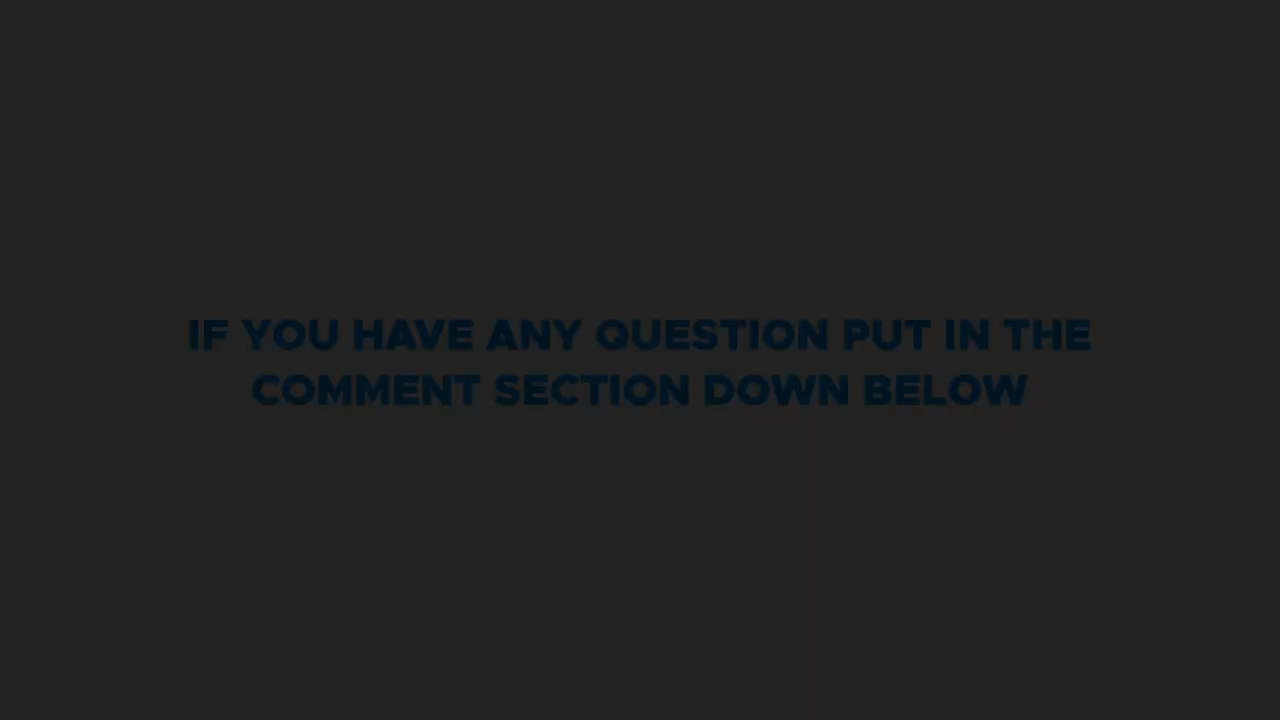 IF YOU HAVE ANY QUESTION PUT IN THE
COMMENT SECTION DOWN BELOW